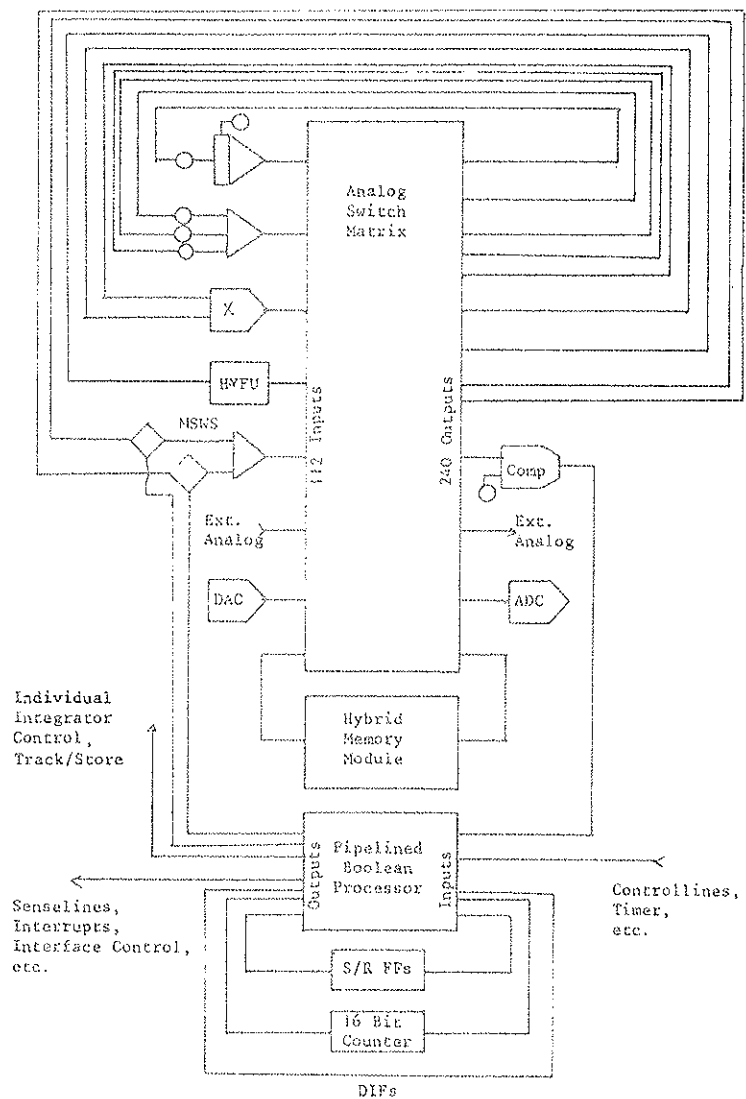 Analog
Switch
Matrix
X
HYFU
MSWS
112 Inputs
240 Outputs
Comp
Ext.
Analog
Ext.
Analog
DAC
ADC
Individual
Integrator
Control,
Track/Store
Hybrid
Memory
Module
Outputs
Pipelined
Boolean
Processor
Inputs
Senselines,
Interrupts,
Interface Control,
etc.
Controllines,
Timer,
etc.
S/R FFs
16 Bit
Counter
DIFs